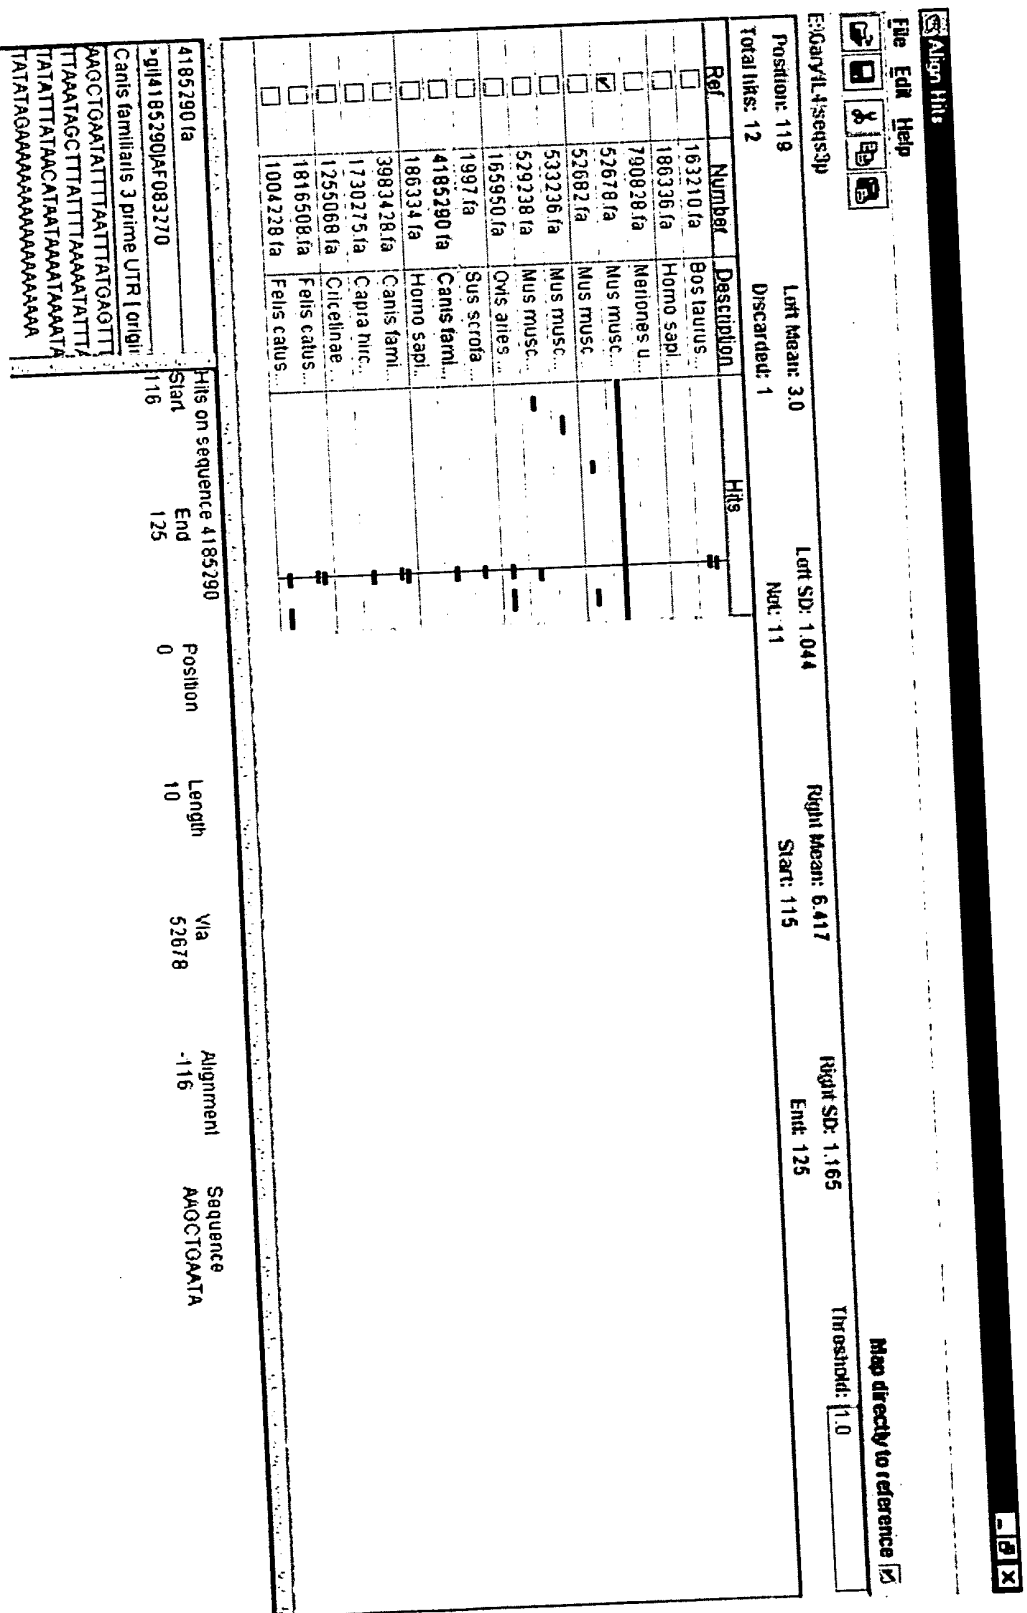 Align Hits
File Edit Help
Map directly to reference
E:\Gary\IL4\seqs3p
Threshold: 1.0
Position: 119 Left Mean: 3.0 Left SD: 1.044 Right Mean: 6.417 Right SD: 1.165
Total hits: 12 Discarded: 1 Net: 11 Start: 115 End: 125
Ref Number Description Hits
163210.fa Bos taurus...
186336.fa Homo sapi...
790828.fa Meriones u...
52678.fa Mus musc...
52682.fa Mus musc
533236.fa Mus musc...
529238.fa Mus musc...
165950.fa Ovis aries...
1997.fa Sus scrofa...
4185290.fa Canis fami...
186334.fa Homo sapi...
3983428.fa Canis fami...
1730275.fa Capra hirc...
1255068.fa Cricetinae...
1816508.fa Felis catus...
1004228.fa Felis catus...
4185290.fa
>gi|4185290|AF083270
Canis familiaris 3 prime UTR [ origin
AAGCTGAATATTTTAATTTATGAGTTT
TTAAATAGCTTTATTTTAAAAATATTTA
TATATTTATAACATAATAAAATAAAATA
TATATAGAAAAAAAAAAAAAAAAA
Hits on sequence 4185290
Start End Position Length Via Alignment Sequence
116 125 0 10 52678 -116 AAGCTGAATA